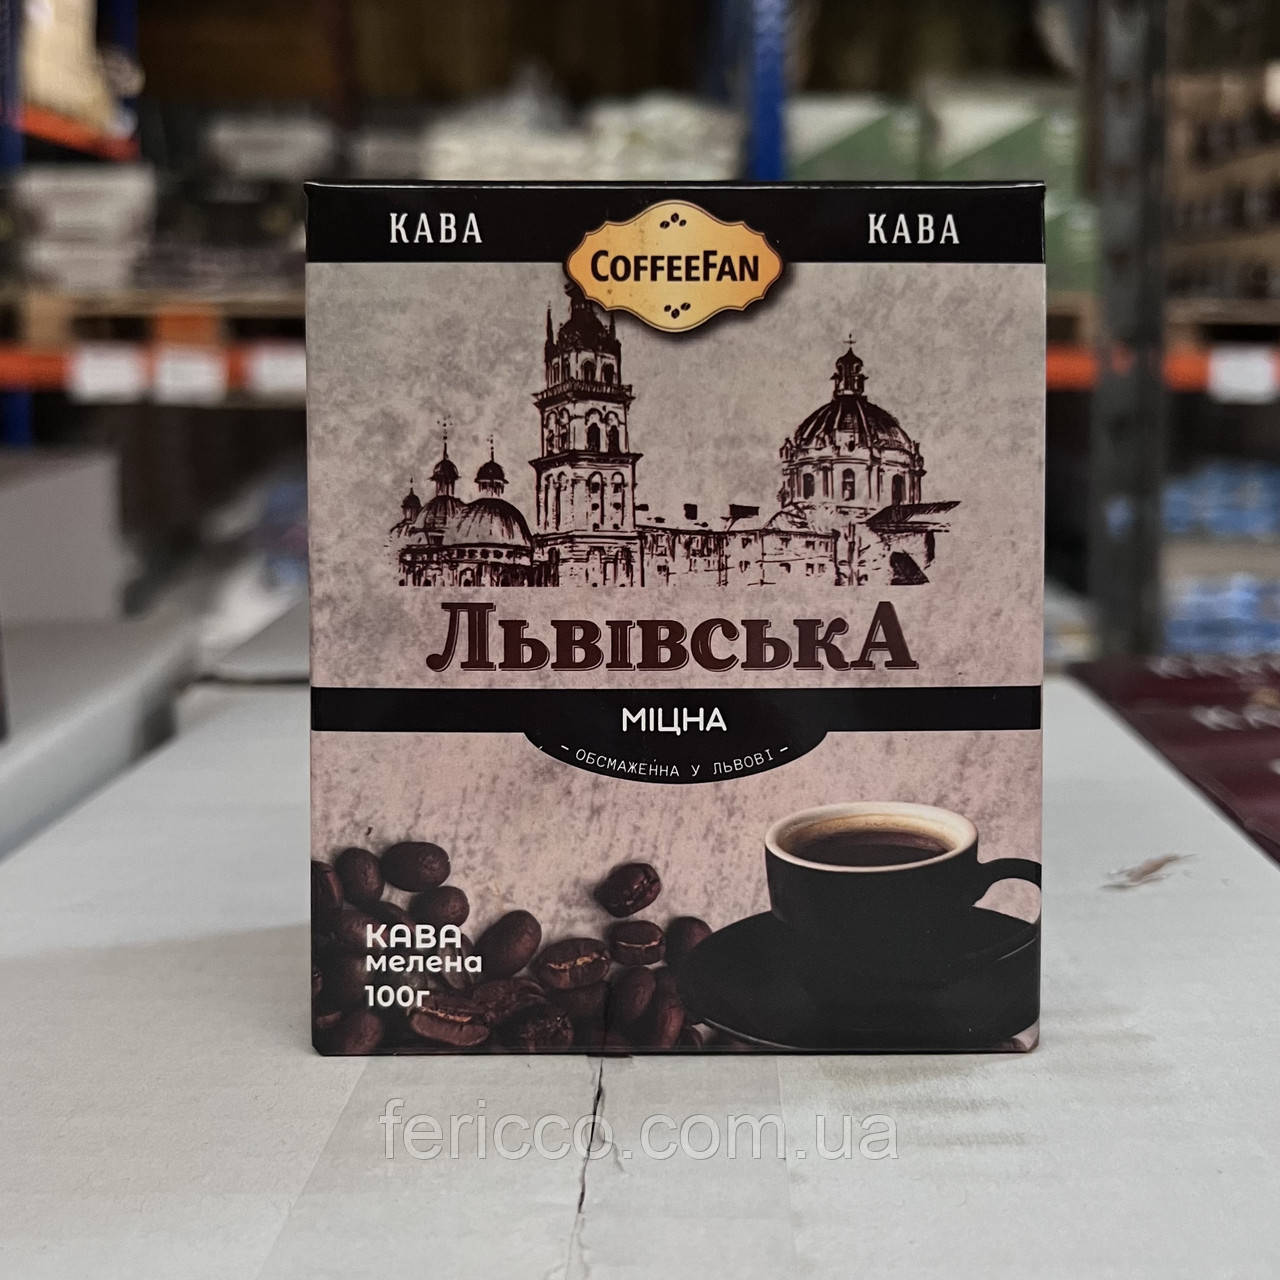 КАВА
COFFEEFAN
КАВА
ЛЬВІВСЬКА
МІЦНА
- ОБСМАЖЕННА У ЛЬВОВІ -
КАВА
мелена
100г
fericco.com.ua